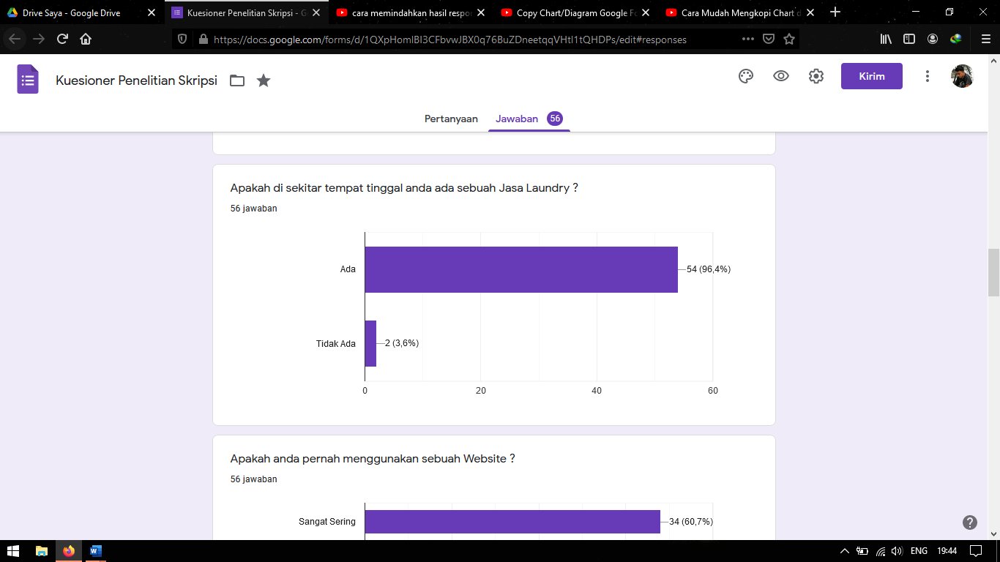 Drive Saya - Google Drive
Kuesioner Penelitian Skripsi - G
cara memindahkan hasil respon
Copy Chart/Diagram Google Fo
Cara Mudah Mengkopi Chart d
https://docs.google.com/forms/d/1QXpHomlBI3CFbvwJBX0q76BuZDneetqqVHtl1tQHDPs/edit#responses
Kuesioner Penelitian Skripsi
Kirim
Pertanyaan
Jawaban 56
Apakah di sekitar tempat tinggal anda ada sebuah Jasa Laundry ?
56 jawaban
Ada
54 (96,4%)
Tidak Ada
2 (3,6%)
0 20 40 60
Apakah anda pernah menggunakan sebuah Website ?
56 jawaban
Sangat Sering
34 (60,7%)
ENG 19:44